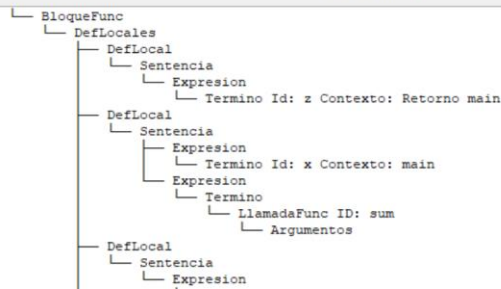 BloqueFunc
DefLocales
DefLocal
Sentencia
Expresion
Termino Id: z Contexto: Retorno main
DefLocal
Sentencia
Expresion
Termino Id: x Contexto: main
Expresion
Termino
LlamadaFunc ID: sum
Argumentos
DefLocal
Sentencia
Expresion